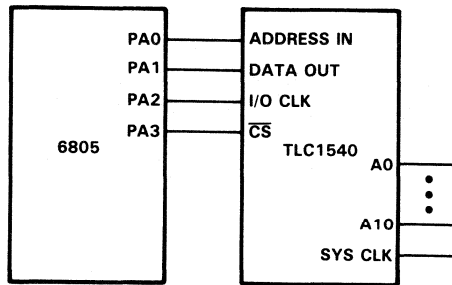 PA0 ADDRESS IN
PA1 DATA OUT
PA2 I/O CLK
PA3 CS
6805 TLC1540
A0
A10
SYS CLK